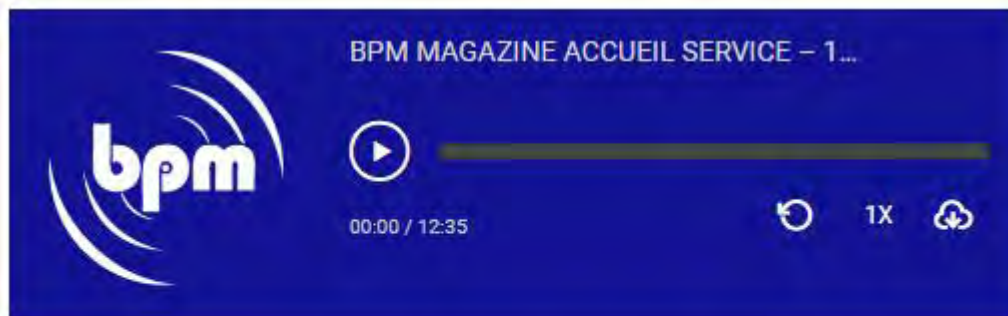 BPM MAGAZINE ACCUEIL SERVICE – 1...
bpm
00:00 / 12:35
1X